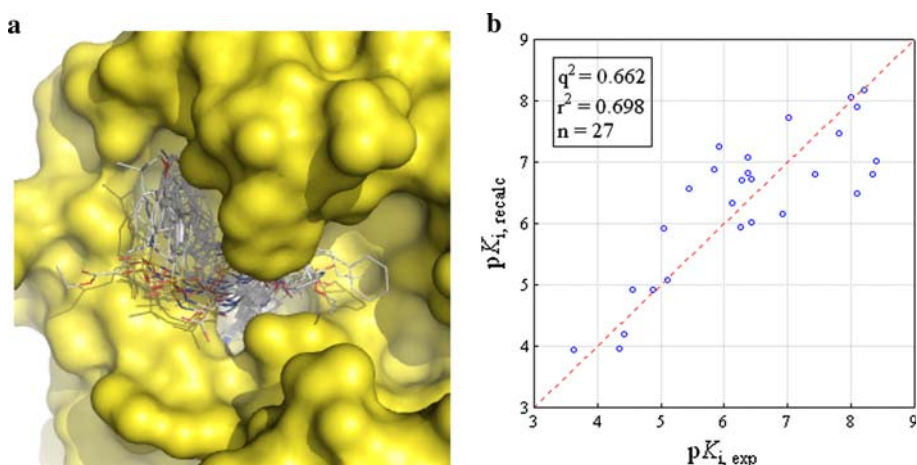 a
b
q² = 0.662
r² = 0.698
n = 27
9
8
7
6
5
4
3
pKi, recalc
3 4 5 6 7 8 9
pKi, exp